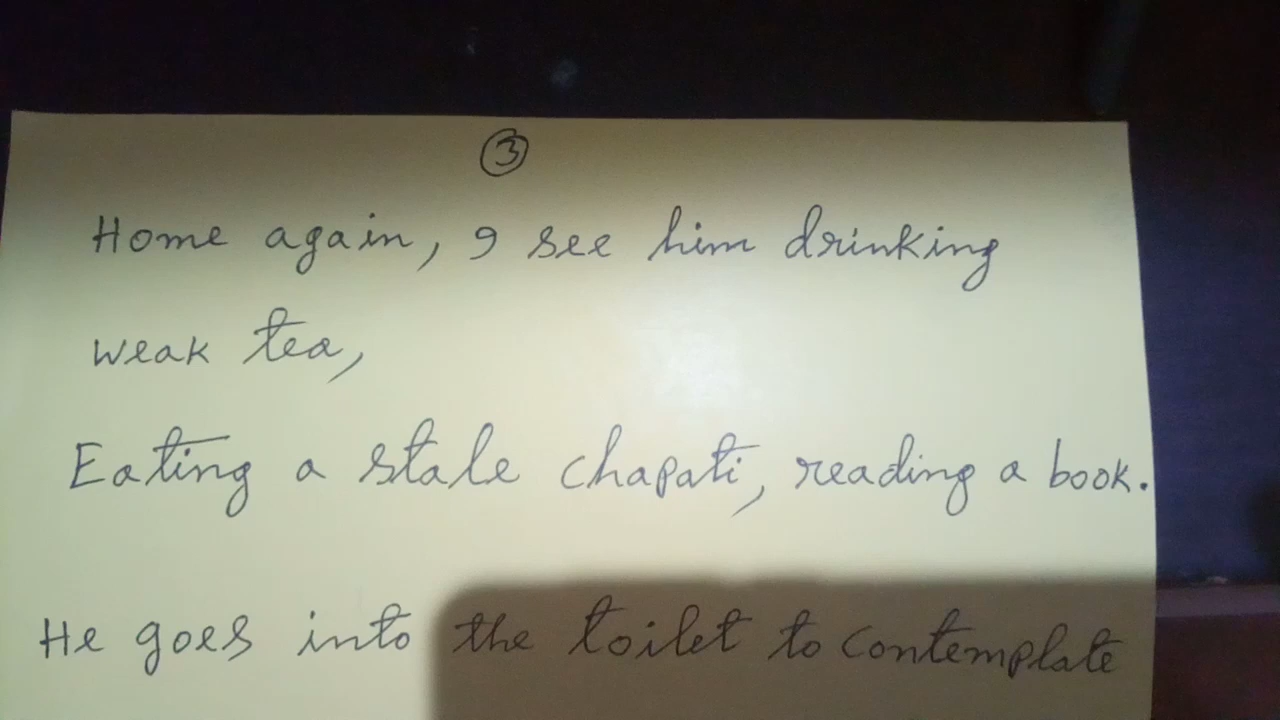 3
Home again, I see him drinking
weak tea,
Eating a stale chapati, reading a book.
He goes into the toilet to contemplate